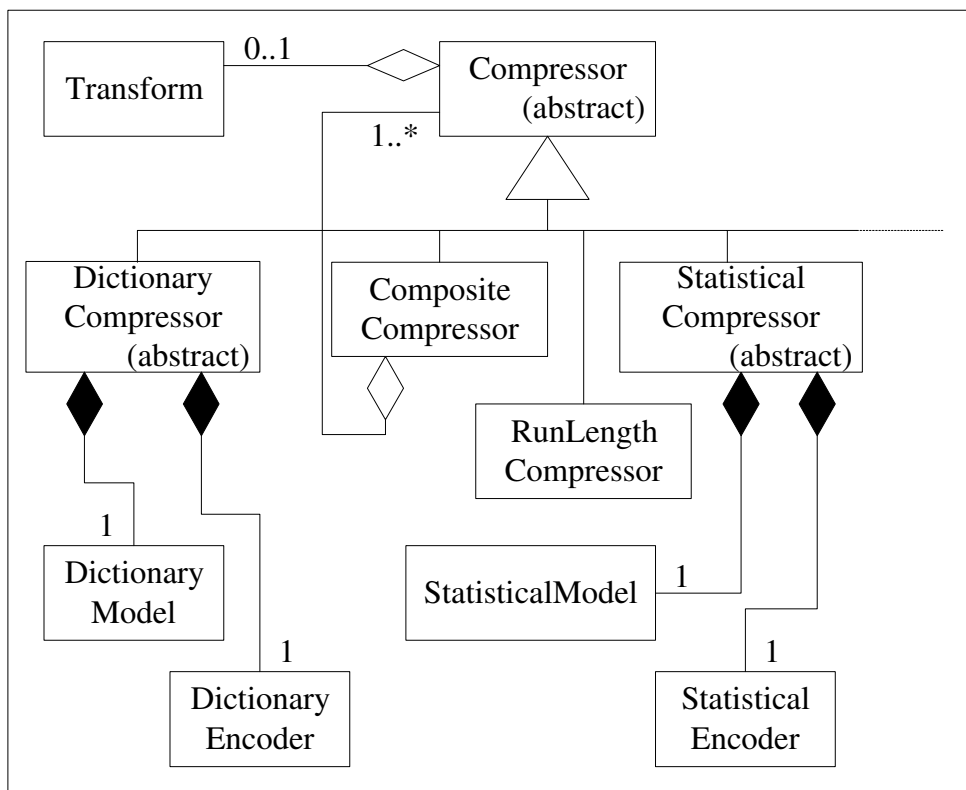 0..1
Transform
Compressor
(abstract)
1..*
Dictionary
Compressor
(abstract)
Composite
Compressor
Statistical
Compressor
(abstract)
RunLength
Compressor
1
Dictionary
Model
StatisticalModel
1
1
Dictionary
Encoder
1
Statistical
Encoder